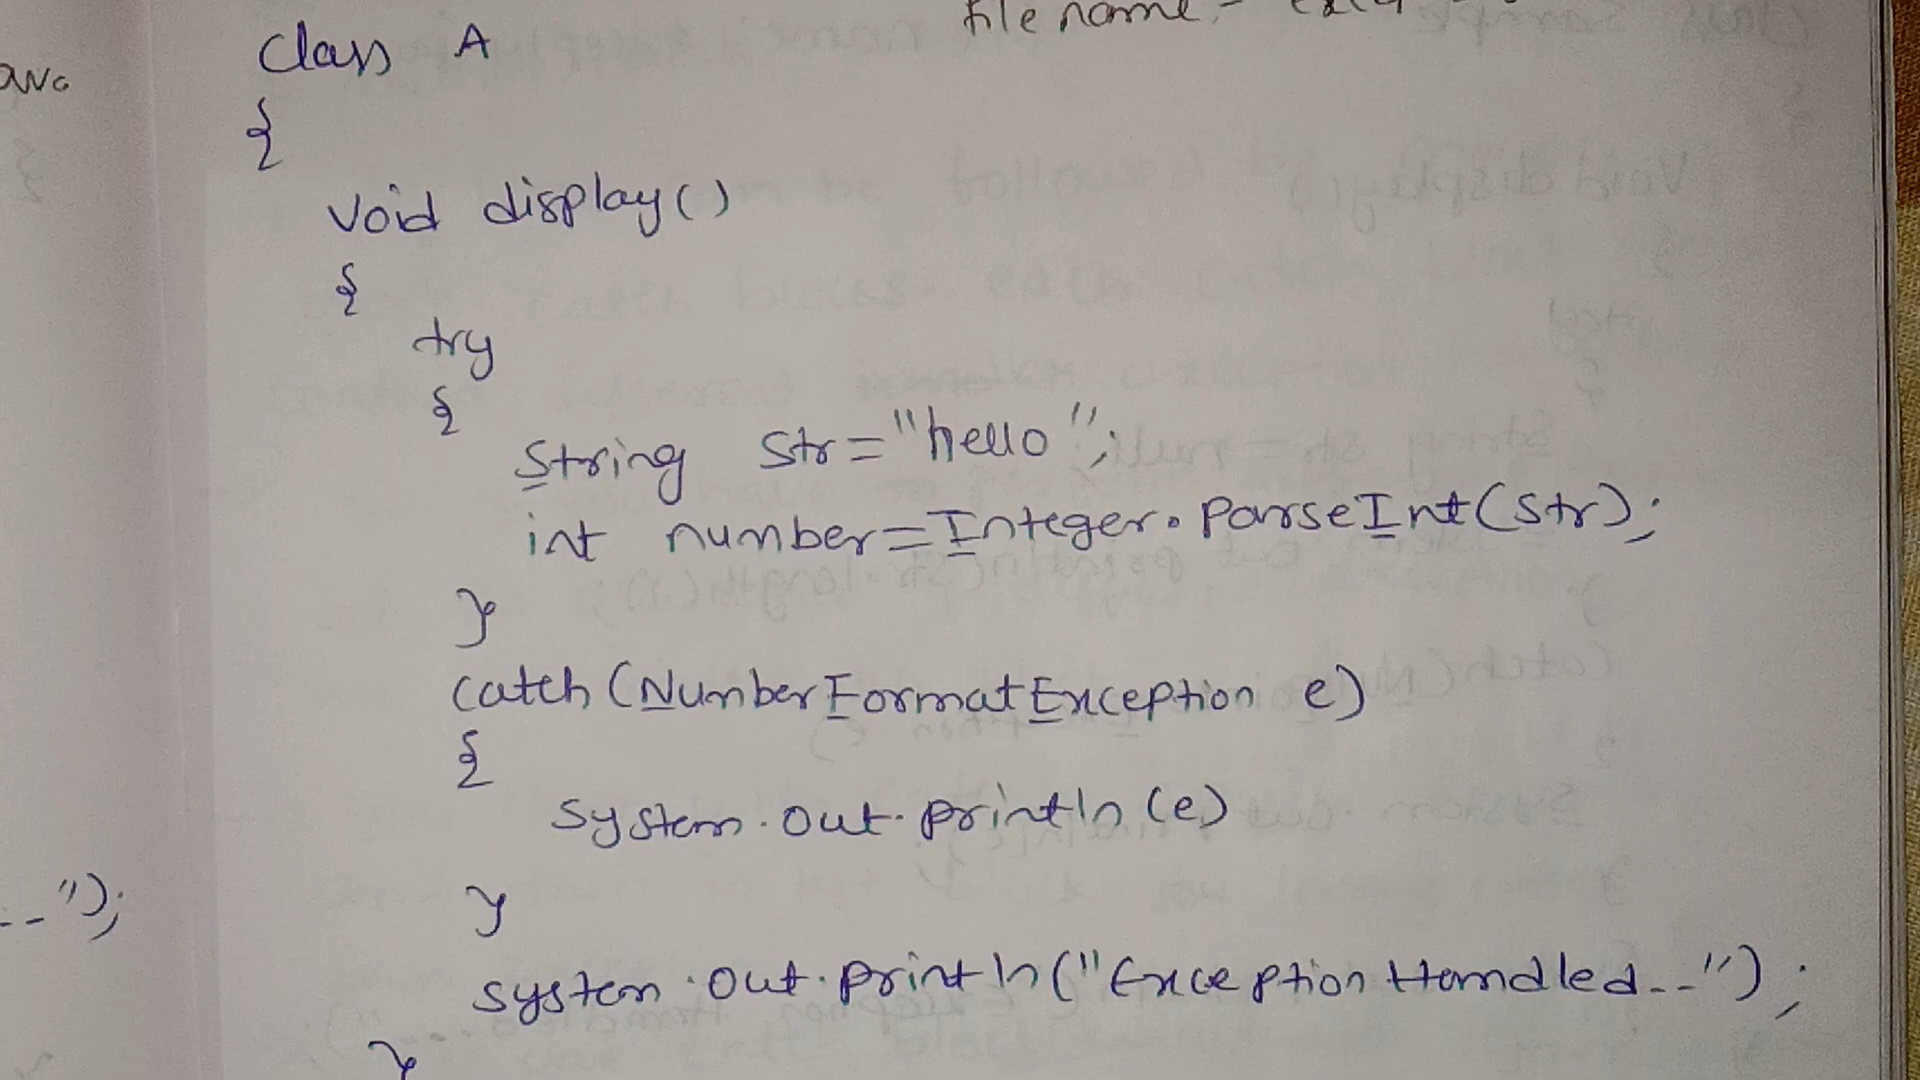 file name -
class A
{
void display()
{
try
{
String str="hello";
int number=Integer.parseInt(str);
}
catch (NumberFormatException e)
{
system.out.println(e)
}
system.out.println("Exception Handled--");
}
--");